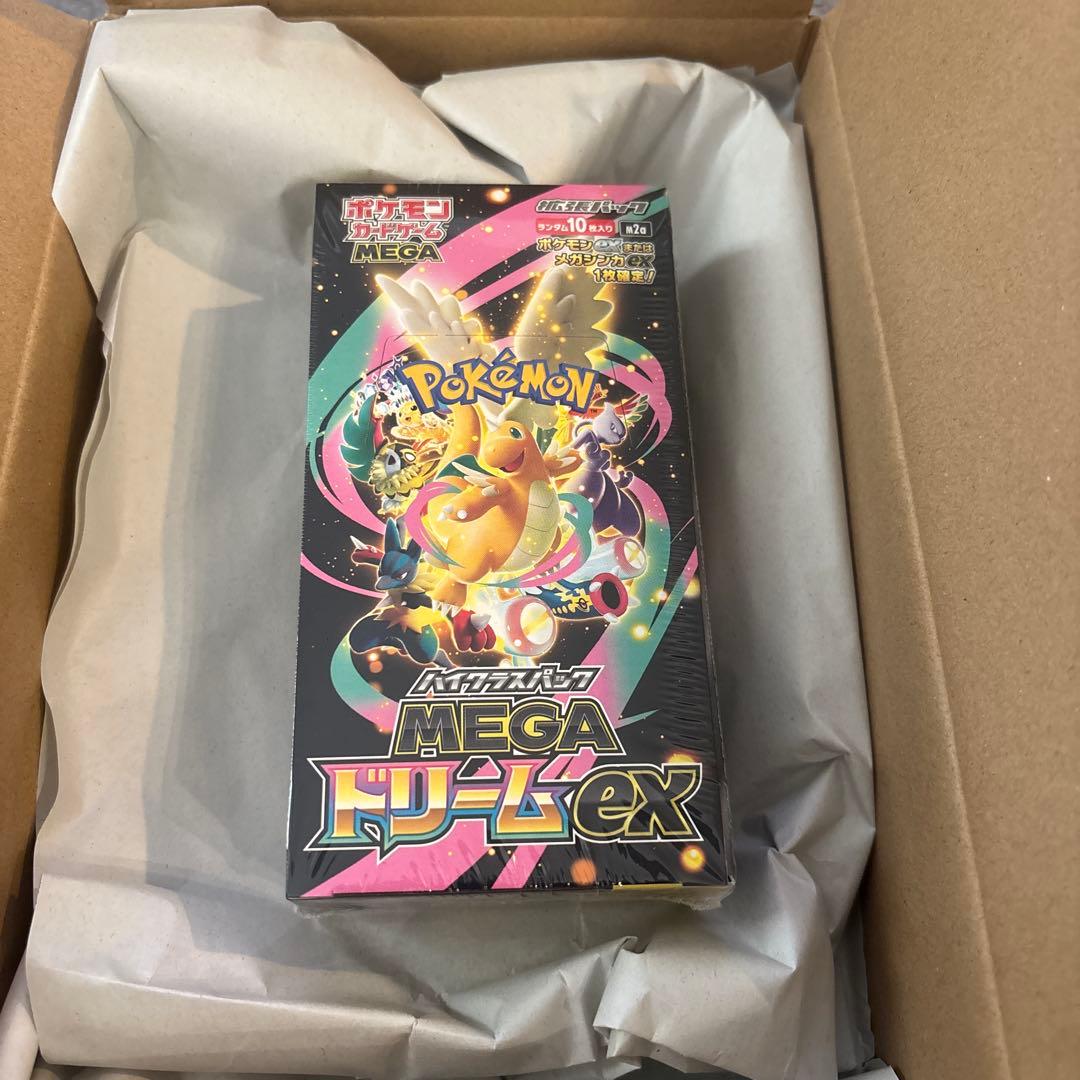 ポケモン
カードゲーム
MEGA
拡張パック
ランダム10枚入り
M2a
ポケモンexまたは
メガシンカex
1枚確定!
POKéMON
TM
ハイクラスパック
MEGA
ドリームex